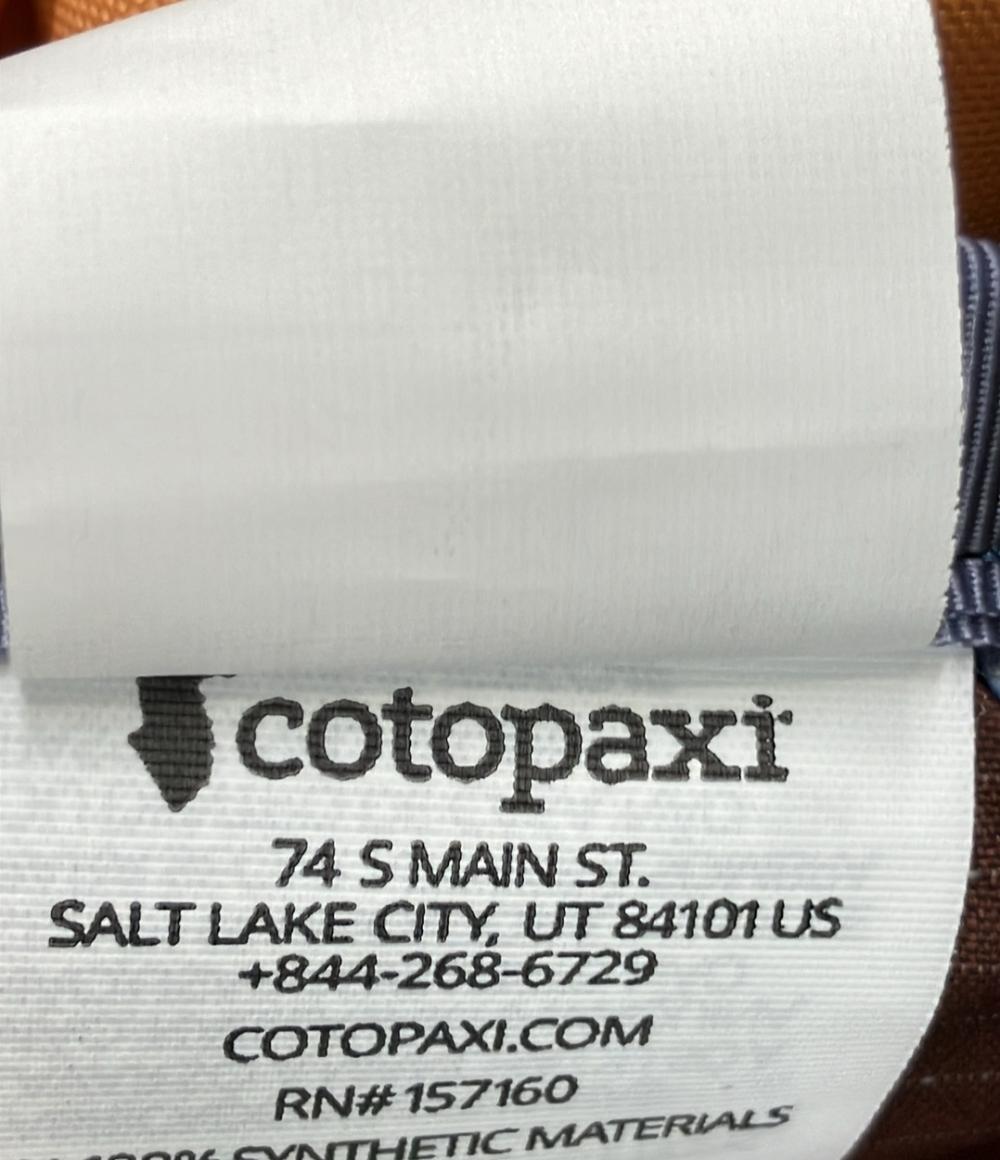 cotopaxi
74 S MAIN ST.
SALT LAKE CITY, UT 84101 US
+844-268-6729
COTOPAXI.COM
RN# 157160
SYNTHETIC MATERIALS